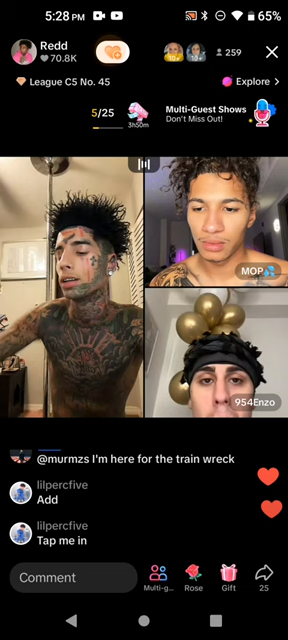 5:28 PM
65%
Redd
70.8K
10+
10+
259
League C5 No. 45
Explore
5/25
3h50m
Multi-Guest Shows
Don't Miss Out!
MOP💦
954Enzo
@murmzs I'm here for the train wreck
lilpercfive
Add
lilpercfive
Tap me in
Comment
Multi-g...
Rose
Gift
25